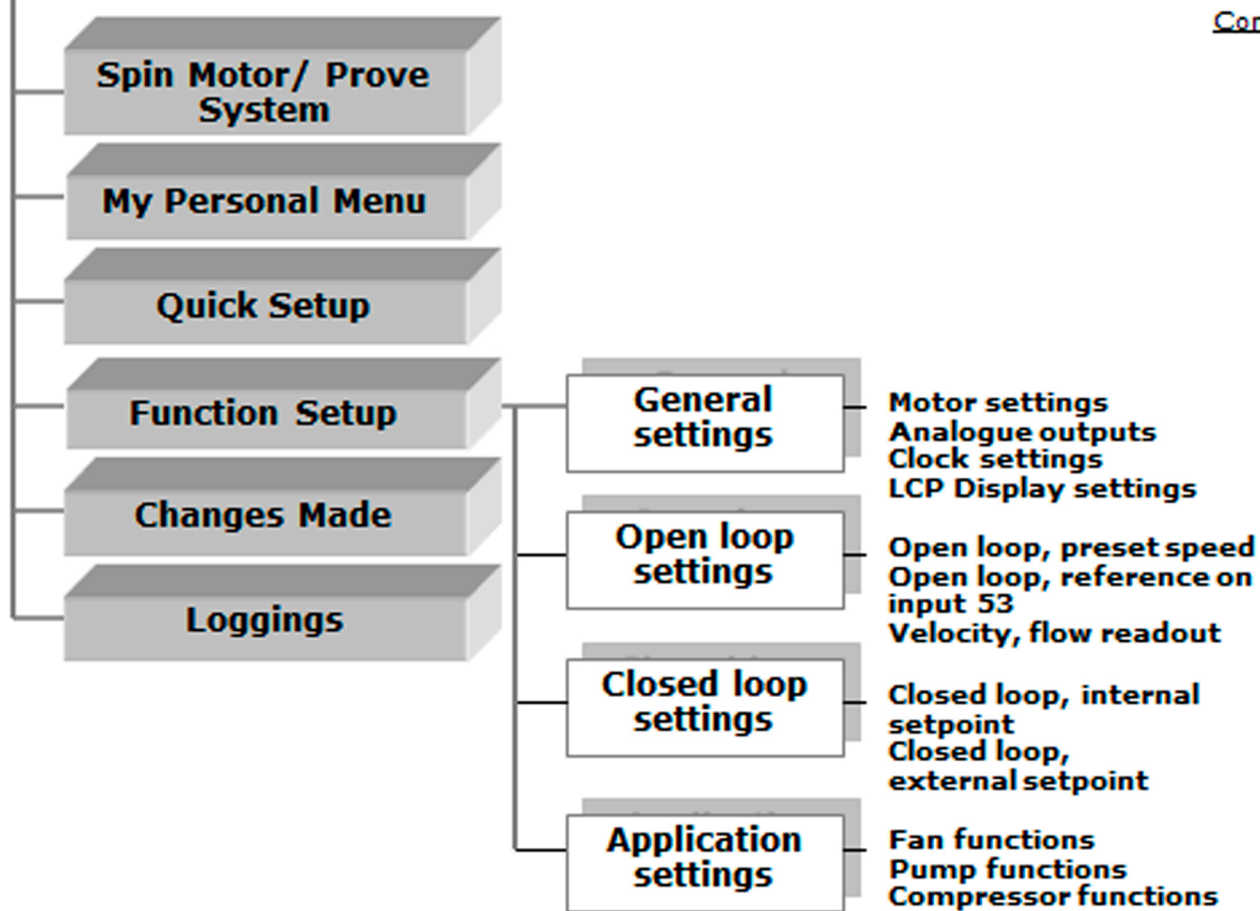 Spin Motor/ Prove
System
My Personal Menu
Quick Setup
Function Setup
Changes Made
Loggings
General
settings
Motor settings
Analogue outputs
Clock settings
LCP Display settings
Open loop
settings
Open loop, preset speed
Open loop, reference on
input 53
Velocity, flow readout
Closed loop
settings
Closed loop, internal
setpoint
Closed loop,
external setpoint
Application
settings
Fan functions
Pump functions
Compressor functions